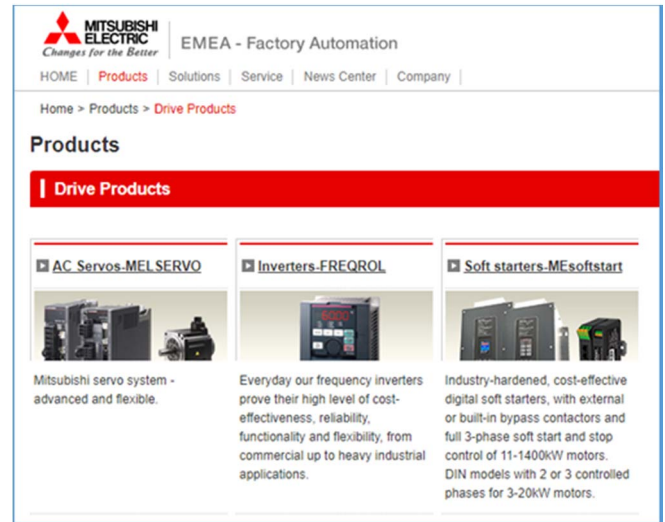 MITSUBISHI
ELECTRIC
Changes for the Better
EMEA - Factory Automation
HOME | Products | Solutions | Service | News Center | Company |
Home > Products > Drive Products
Products
Drive Products
AC Servos-MELSERVO
Mitsubishi servo system -
advanced and flexible.
Inverters-FREQROL
6000
Everyday our frequency inverters
prove their high level of cost-
effectiveness, reliability,
functionality and flexibility, from
commercial up to heavy industrial
applications.
Soft starters-MEsoftstart
Industry-hardened, cost-effective
digital soft starters, with external
or built-in bypass contactors and
full 3-phase soft start and stop
control of 11-1400kW motors.
DIN models with 2 or 3 controlled
phases for 3-20kW motors.